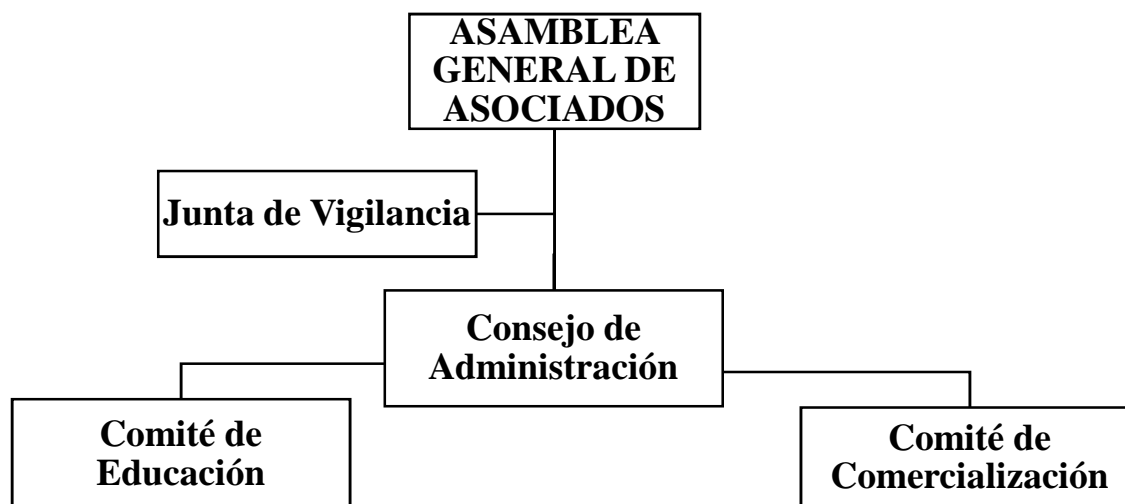 ASAMBLEA
GENERAL DE
ASOCIADOS
Junta de Vigilancia
Consejo de
Administración
Comité de
Educación
Comité de
Comercialización